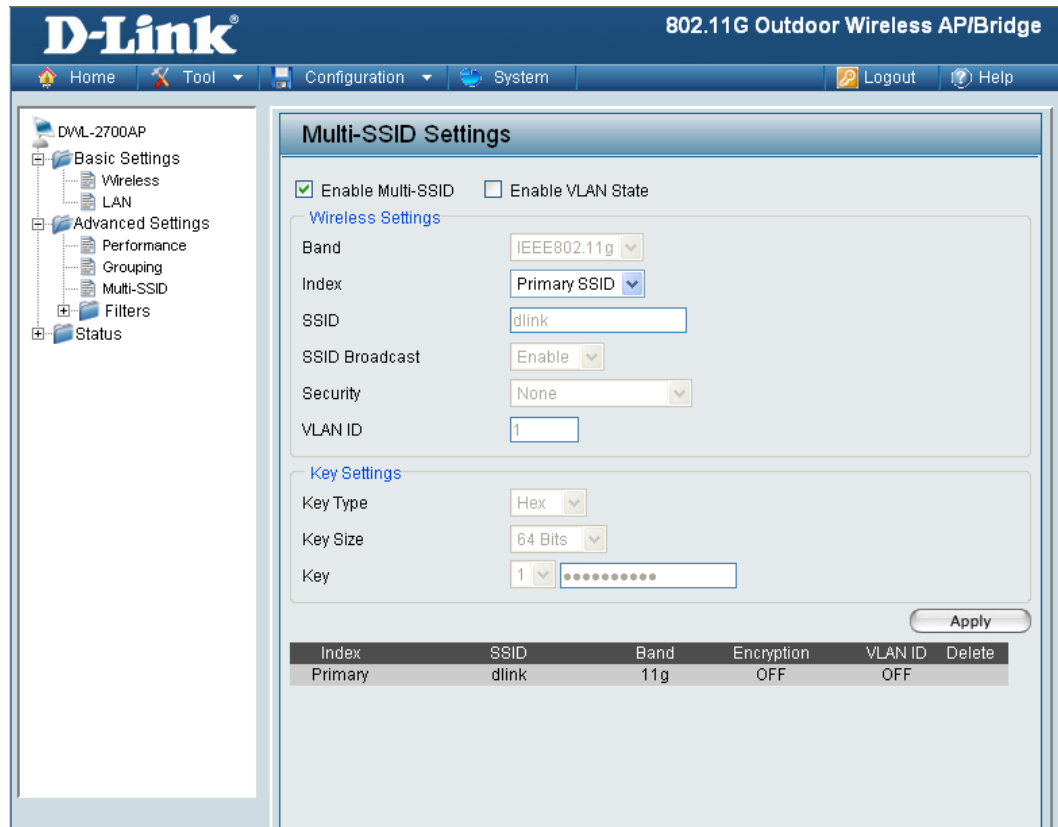 D-Link®
802.11G Outdoor Wireless AP/Bridge
Home Tool Configuration System Logout Help
DWL-2700AP
Basic Settings
Wireless
LAN
Advanced Settings
Performance
Grouping
Multi-SSID
Filters
Status
Multi-SSID Settings
Enable Multi-SSID Enable VLAN State
Wireless Settings
Band IEEE802.11g
Index Primary SSID
SSID dlink
SSID Broadcast Enable
Security None
VLAN ID 1
Key Settings
Key Type Hex
Key Size 64 Bits
Key 1 ●●●●●●●●●●
Apply
Index SSID Band Encryption VLAN ID Delete
Primary dlink 11g OFF OFF